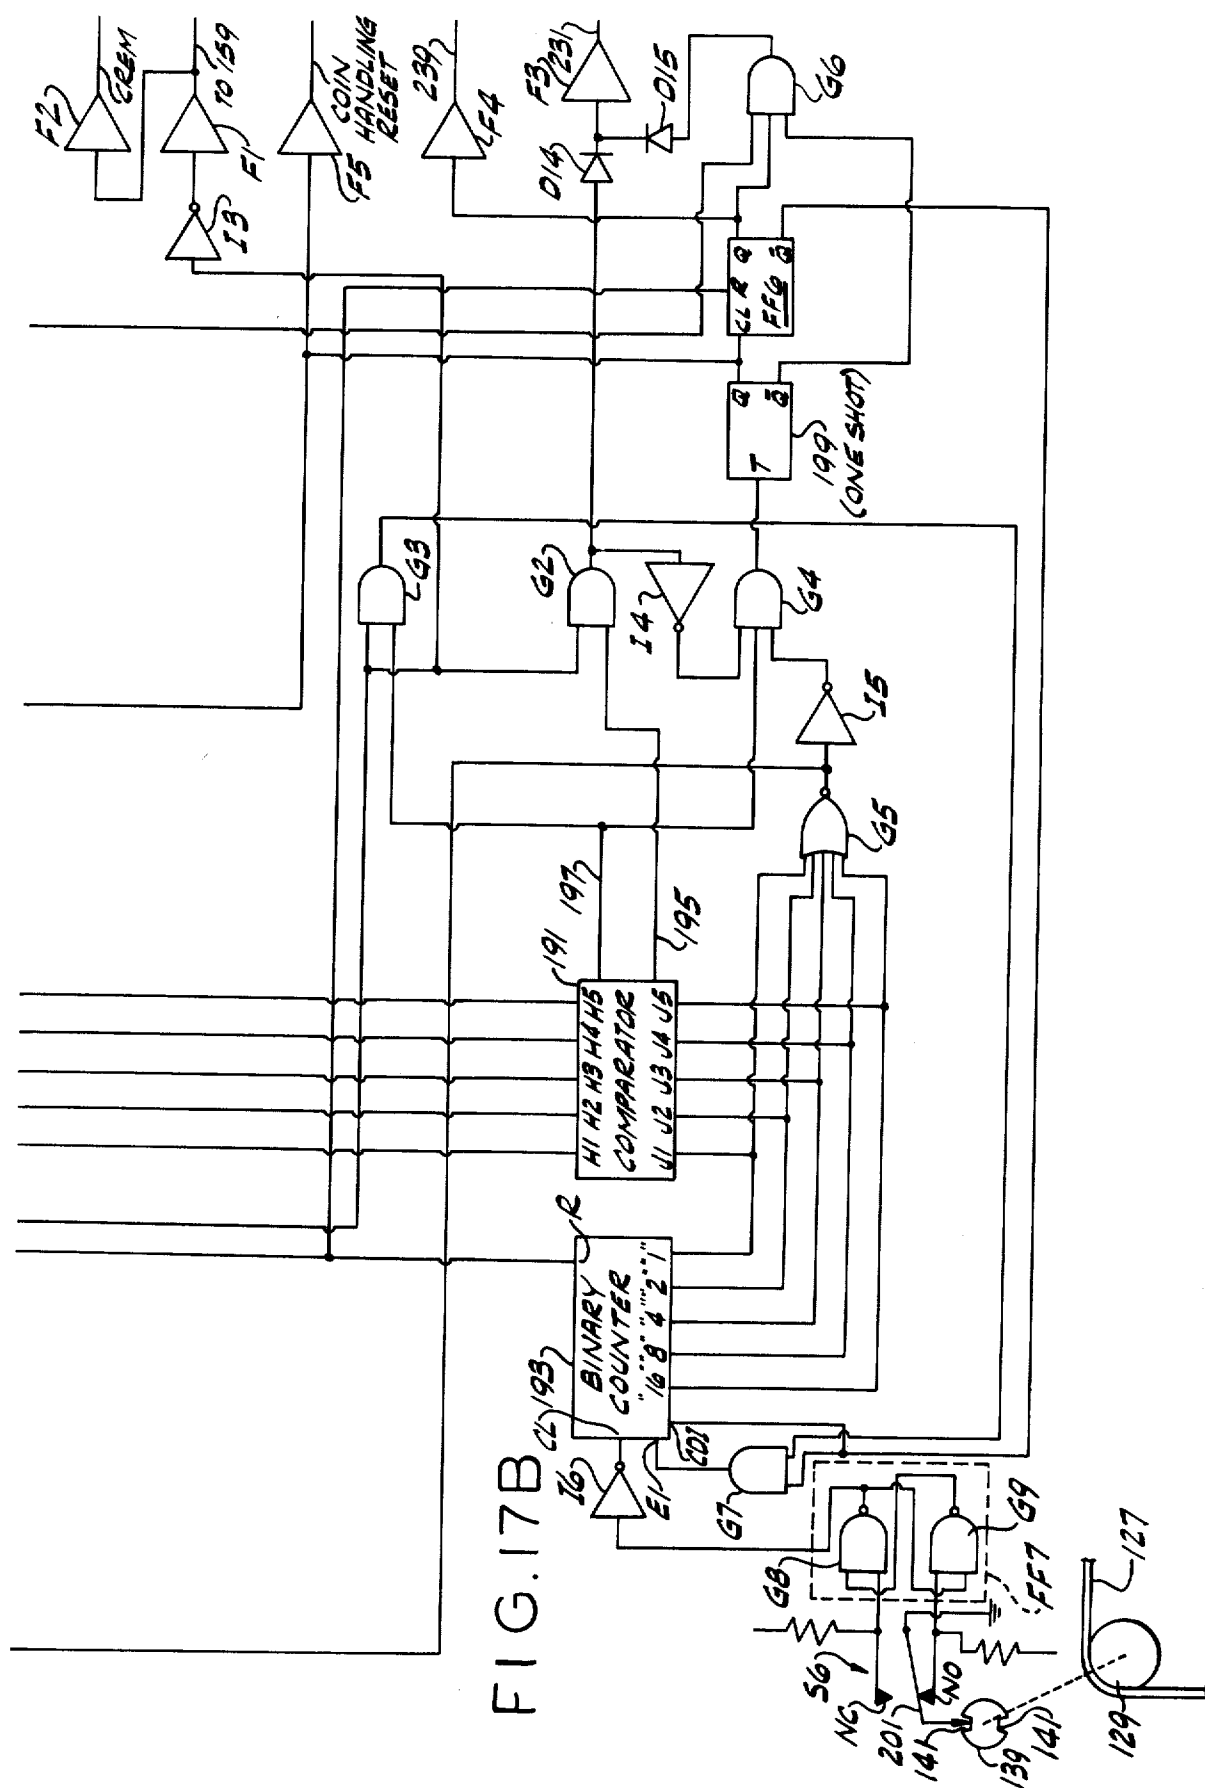 FIG. 17B
F2
CREM
TO 159
F1
I3
COIN
HANDLING
RESET
F5
239
F4
F3
231
D14
D15
G6
CL R Q
FF6 Q̄
Q
Q̄
T
199
(ONE SHOT)
G3
G2
I4
G4
I5
G5
197
195
191
H1 H2 H3 H4 H5
COMPARATOR
J1 J2 J3 J4 J5
R
193
BINARY
COUNTER
"16" "8" "4" "2" "1"
CL
I6
E1
CDI
G7
G8
G9
FF7
S6
NC
NO
201
141
139
141
129
127